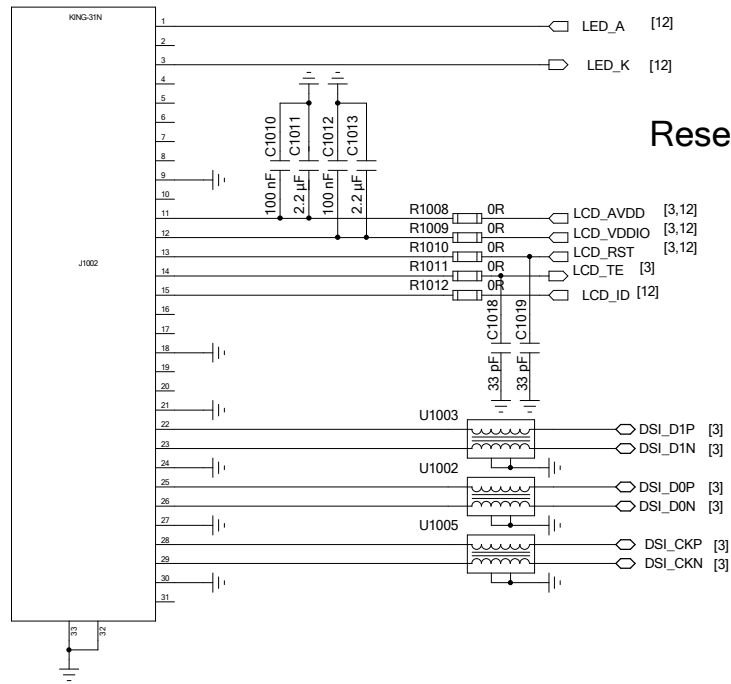 KING-31N
J1002
1
2
3
4
5
6
7
8
9
10
11
12
13
14
15
16
17
18
19
20
21
22
23
24
25
26
27
28
29
30
31
33
32
LED_A [12]
LED_K [12]
Rese
C1010
100 nF
C1011
2.2 µF
C1012
100 nF
C1013
2.2 µF
R1008 0R LCD_AVDD [3,12]
R1009 0R LCD_VDDIO [3,12]
R1010 0R LCD_RST [3,12]
R1011 0R LCD_TE [3]
R1012 0R LCD_ID [12]
C1018
33 pF
C1019
33 pF
U1003
DSI_D1P [3]
DSI_D1N [3]
U1002
DSI_D0P [3]
DSI_D0N [3]
U1005
DSI_CKP [3]
DSI_CKN [3]